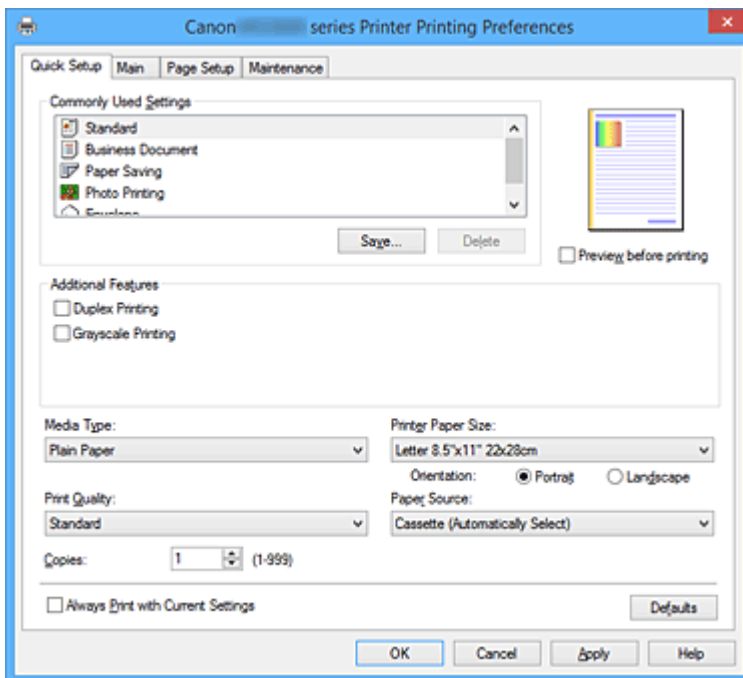 Canon series Printer Printing Preferences
Quick Setup Main Page Setup Maintenance
Commonly Used Settings
Standard
Business Document
Paper Saving
Photo Printing
Envelope
Save... Delete
Preview before printing
Additional Features
Duplex Printing
Grayscale Printing
Media Type: Printer Paper Size:
Plain Paper Letter 8.5"x11" 22x28cm
Orientation: Portrait Landscape
Print Quality: Paper Source:
Standard Cassette (Automatically Select)
Copies: 1 (1-999)
Always Print with Current Settings Defaults
OK Cancel Apply Help